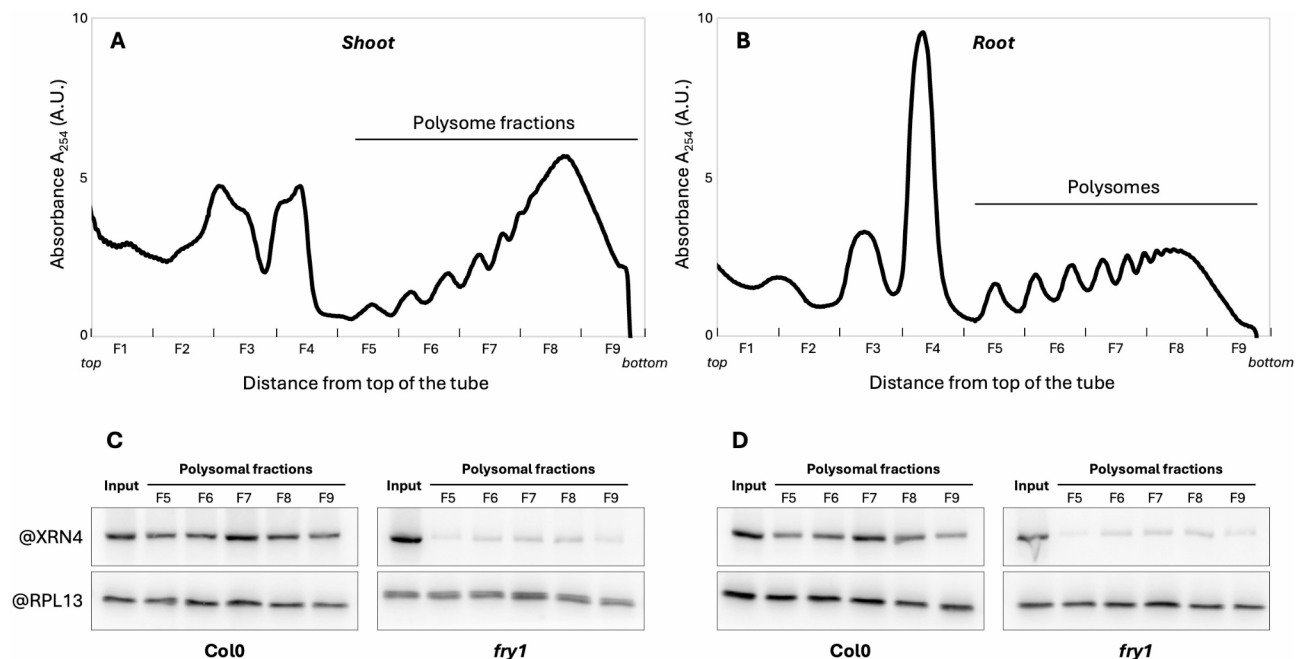 A
Shoot
10
5
0
Absorbance A254 (A.U.)
Polysome fractions
F1 F2 F3 F4 F5 F6 F7 F8 F9
top
bottom
Distance from top of the tube
B
Root
10
5
0
Absorbance A254 (A.U.)
Polysomes
F1 F2 F3 F4 F5 F6 F7 F8 F9
top
bottom
Distance from top of the tube
C
Input
Polysomal fractions
F5 F6 F7 F8 F9
Input
Polysomal fractions
F5 F6 F7 F8 F9
@XRN4
@RPL13
Col0
fry1
D
Input
Polysomal fractions
F5 F6 F7 F8 F9
Input
Polysomal fractions
F5 F6 F7 F8 F9
Col0
fry1